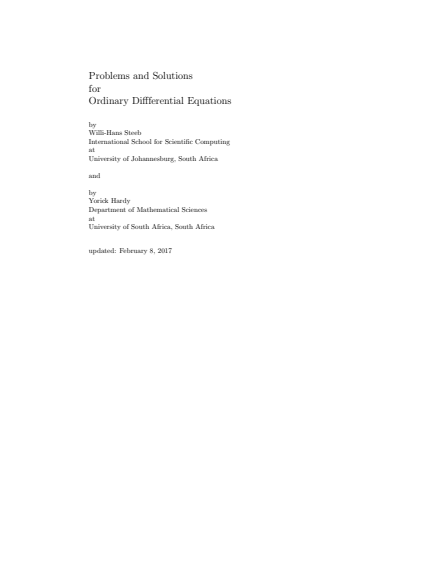 Problems and Solutions
for
Ordinary Diffferential Equations
by
Willi-Hans Steeb
International School for Scientific Computing
at
University of Johannesburg, South Africa
and
by
Yorick Hardy
Department of Mathematical Sciences
at
University of South Africa, South Africa
updated: February 8, 2017